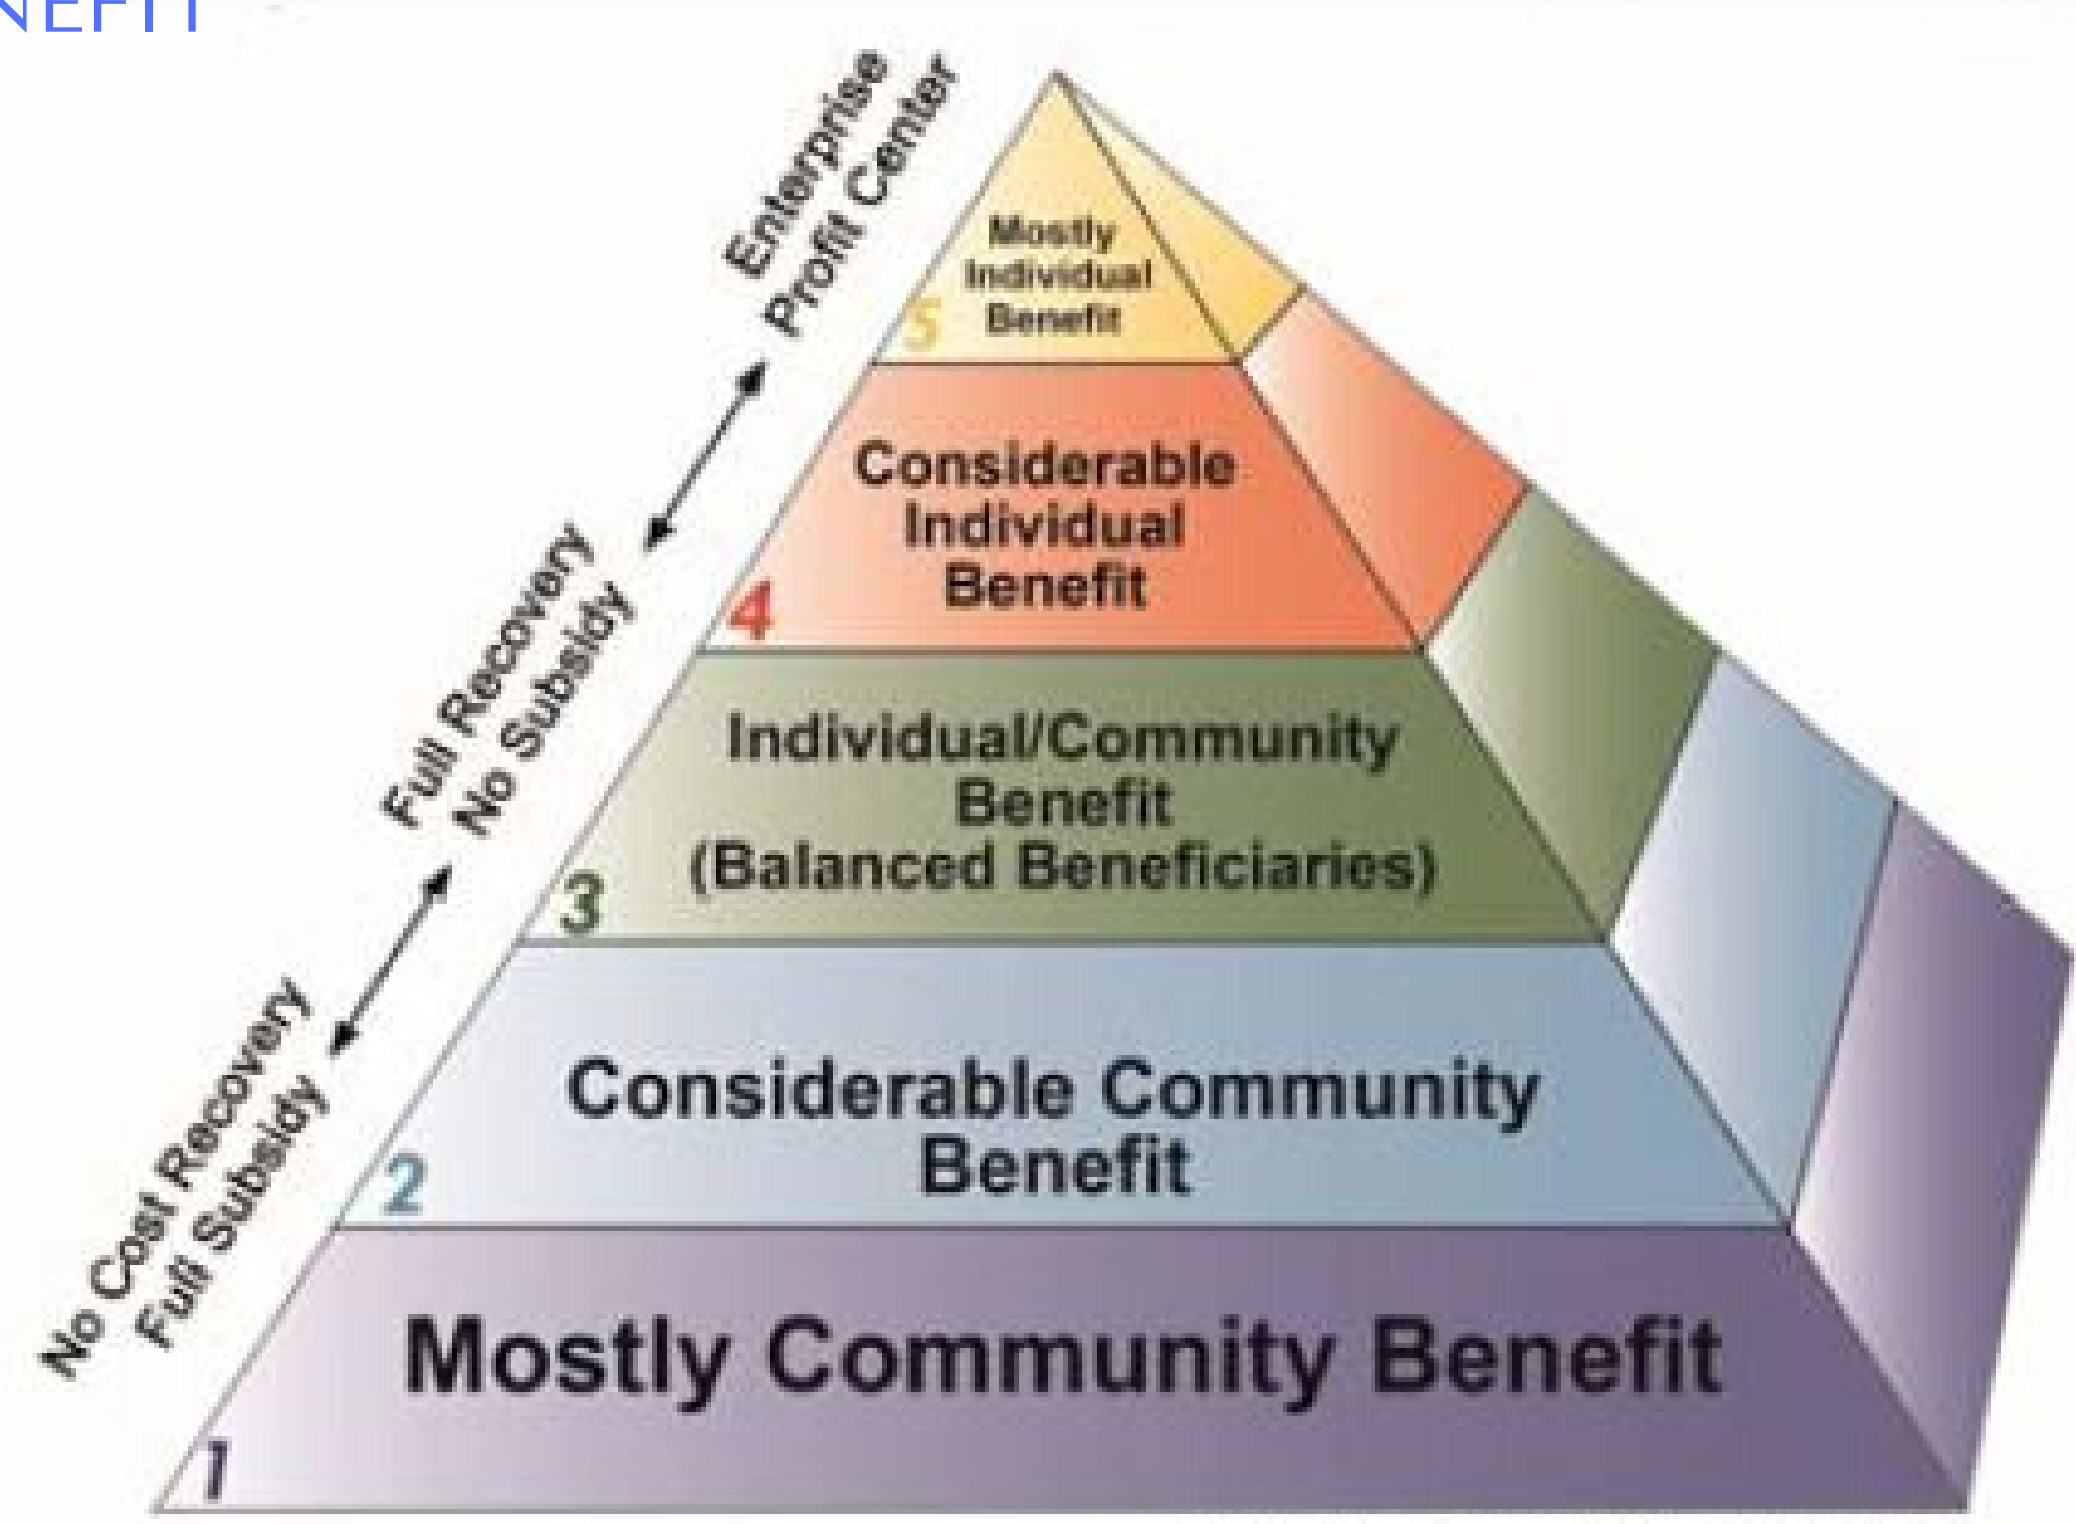 NEFIT
Enterprise
Profit Center
Mostly
Individual
Benefit
5
Considerable
Individual
Benefit
4
Full Recovery
No Subsidy
Individual/Community
Benefit
(Balanced Beneficiaries)
3
Considerable Community
Benefit
2
No Cost Recovery
Full Subsidy
Mostly Community Benefit
1